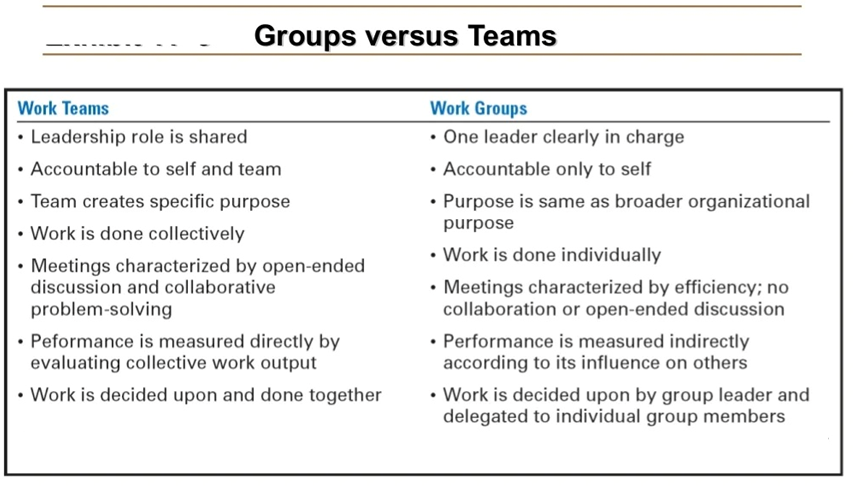 Groups versus Teams
Work Teams
• Leadership role is shared
• Accountable to self and team
• Team creates specific purpose
• Work is done collectively
• Meetings characterized by open-ended
discussion and collaborative
problem-solving
• Peformance is measured directly by
evaluating collective work output
• Work is decided upon and done together
Work Groups
• One leader clearly in charge
• Accountable only to self
• Purpose is same as broader organizational
purpose
• Work is done individually
• Meetings characterized by efficiency; no
collaboration or open-ended discussion
• Performance is measured indirectly
according to its influence on others
• Work is decided upon by group leader and
delegated to individual group members